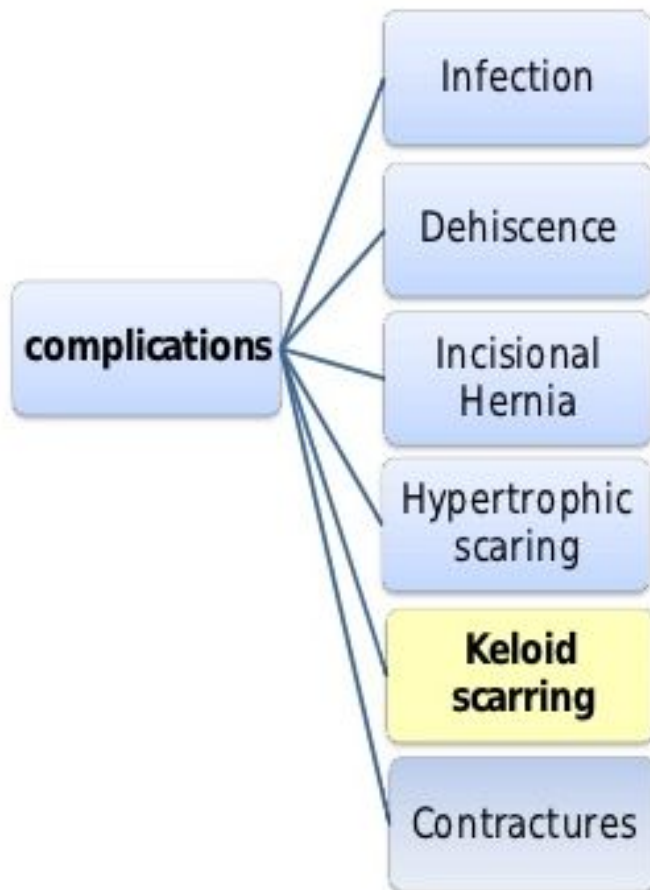 complications
Infection
Dehiscence
Incisional
Hernia
Hypertrophic
scaring
Keloid
scarring
Contractures